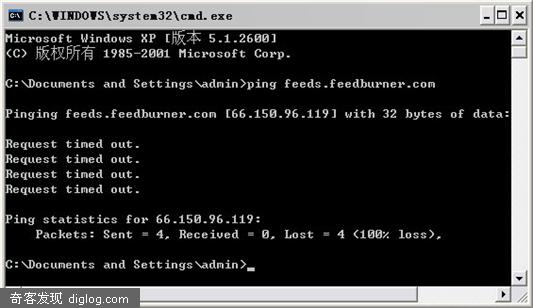 C:\WINDOWS\system32\cmd.exe
Microsoft Windows XP [版本 5.1.2600]
(C) 版权所有 1985-2001 Microsoft Corp.
C:\Documents and Settings\admin>ping feeds.feedburner.com
Pinging feeds.feedburner.com [66.150.96.119] with 32 bytes of data:
Request timed out.
Request timed out.
Request timed out.
Request timed out.
Ping statistics for 66.150.96.119:
Packets: Sent = 4, Received = 0, Lost = 4 (100% loss),
C:\Documents and Settings\admin>_
奇客发现 diglog.com